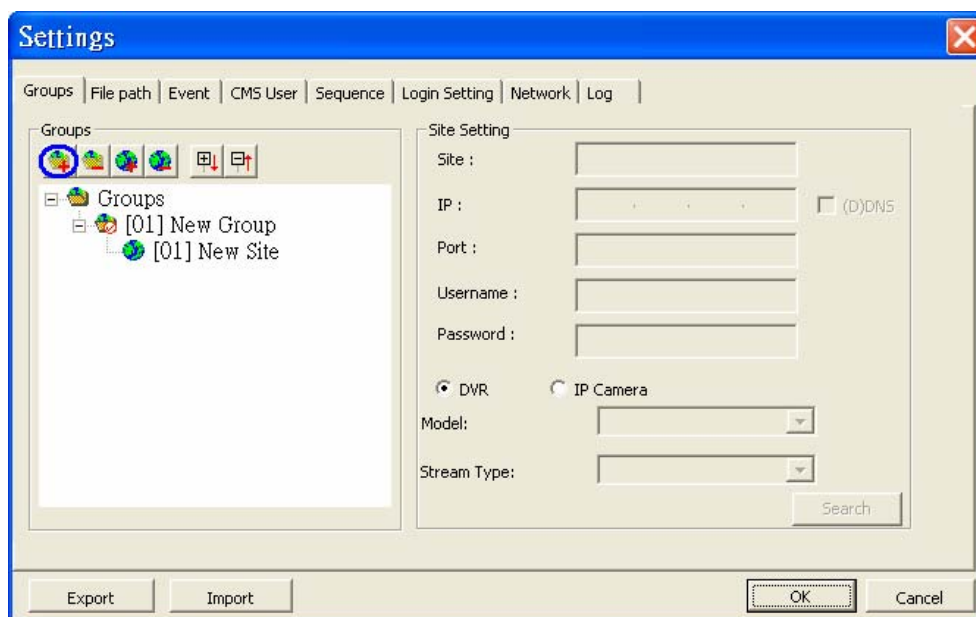 Settings
Groups File path Event CMS User Sequence Login Setting Network Log
Groups
Groups
[01] New Group
[01] New Site
Site Setting
Site :
IP :
(D)DNS
Port :
Username :
Password :
DVR IP Camera
Model:
Stream Type:
Search
Export Import OK Cancel